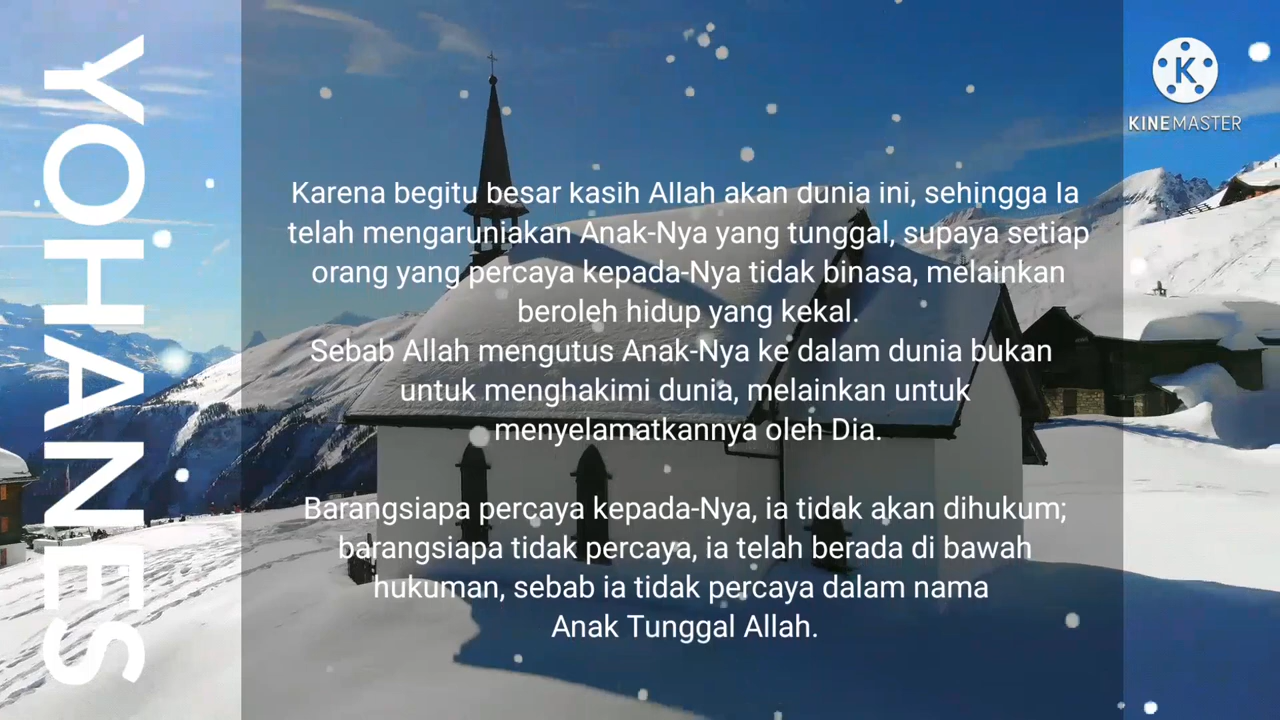 YOHANES
Karena begitu besar kasih Allah akan dunia ini, sehingga Ia
telah mengaruniakan Anak-Nya yang tunggal, supaya setiap
orang yang percaya kepada-Nya tidak binasa, melainkan
beroleh hidup yang kekal.
Sebab Allah mengutus Anak-Nya ke dalam dunia bukan
untuk menghakimi dunia, melainkan untuk
menyelamatkannya oleh Dia.
Barangsiapa percaya kepada-Nya, ia tidak akan dihukum;
barangsiapa tidak percaya, ia telah berada di bawah
hukuman, sebab ia tidak percaya dalam nama
Anak Tunggal Allah.
K
KINEMASTER